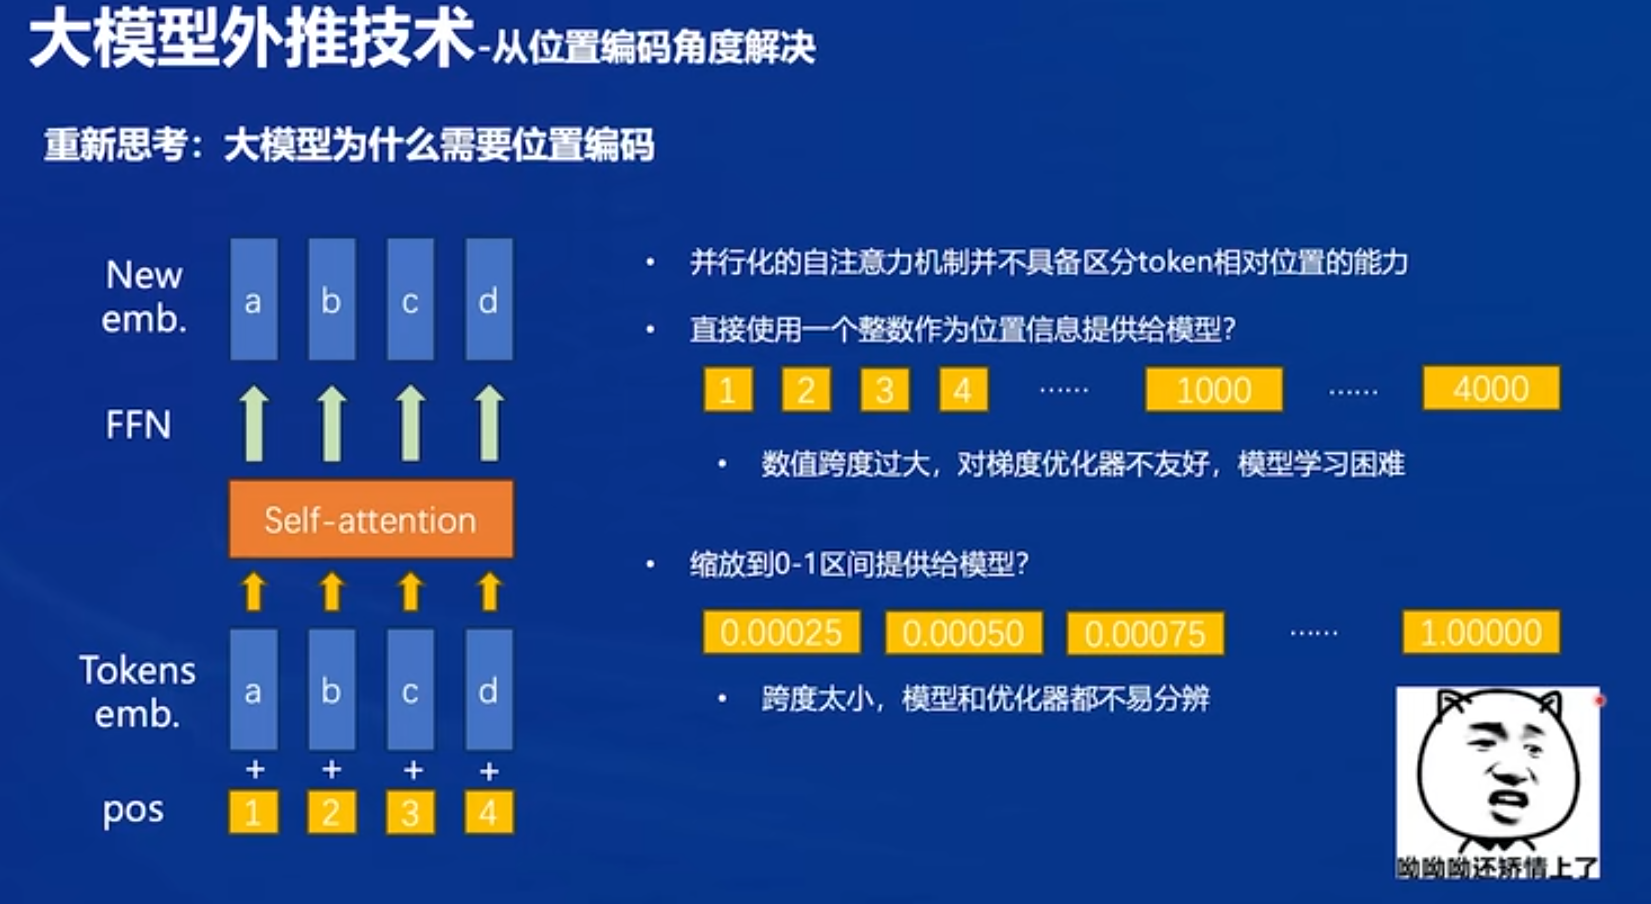 大模型外推技术-从位置编码角度解决
重新思考：大模型为什么需要位置编码
New
emb.
a b c d
FFN
Self-attention
Tokens
emb.
a b c d
+ + + +
pos
1 2 3 4
• 并行化的自注意力机制并不具备区分token相对位置的能力
• 直接使用一个整数作为位置信息提供给模型？
1 2 3 4 …… 1000 …… 4000
• 数值跨度过大，对梯度优化器不友好，模型学习困难
• 缩放到0-1区间提供给模型？
0.00025 0.00050 0.00075 …… 1.00000
• 跨度太小，模型和优化器都不易分辨
呦呦呦还矫情上了